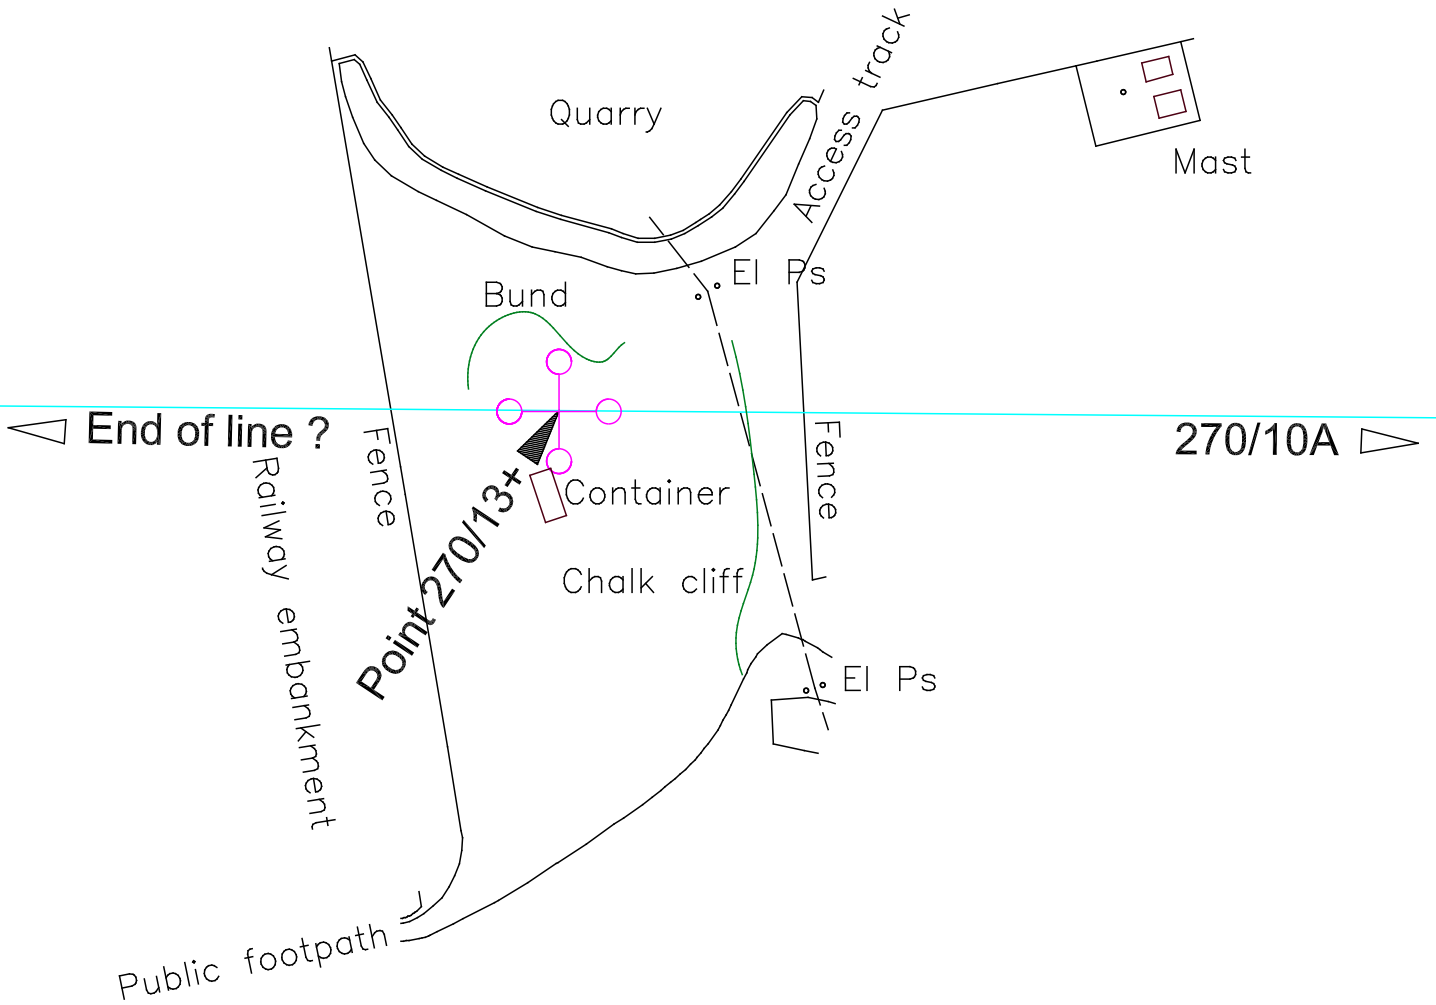 Access track
Quarry
Mast
El Ps
Bund
End of line ?
270/10A
Fence
Fence
Railway embankment
Point 270/13+
Container
Chalk cliff
El Ps
Public footpath